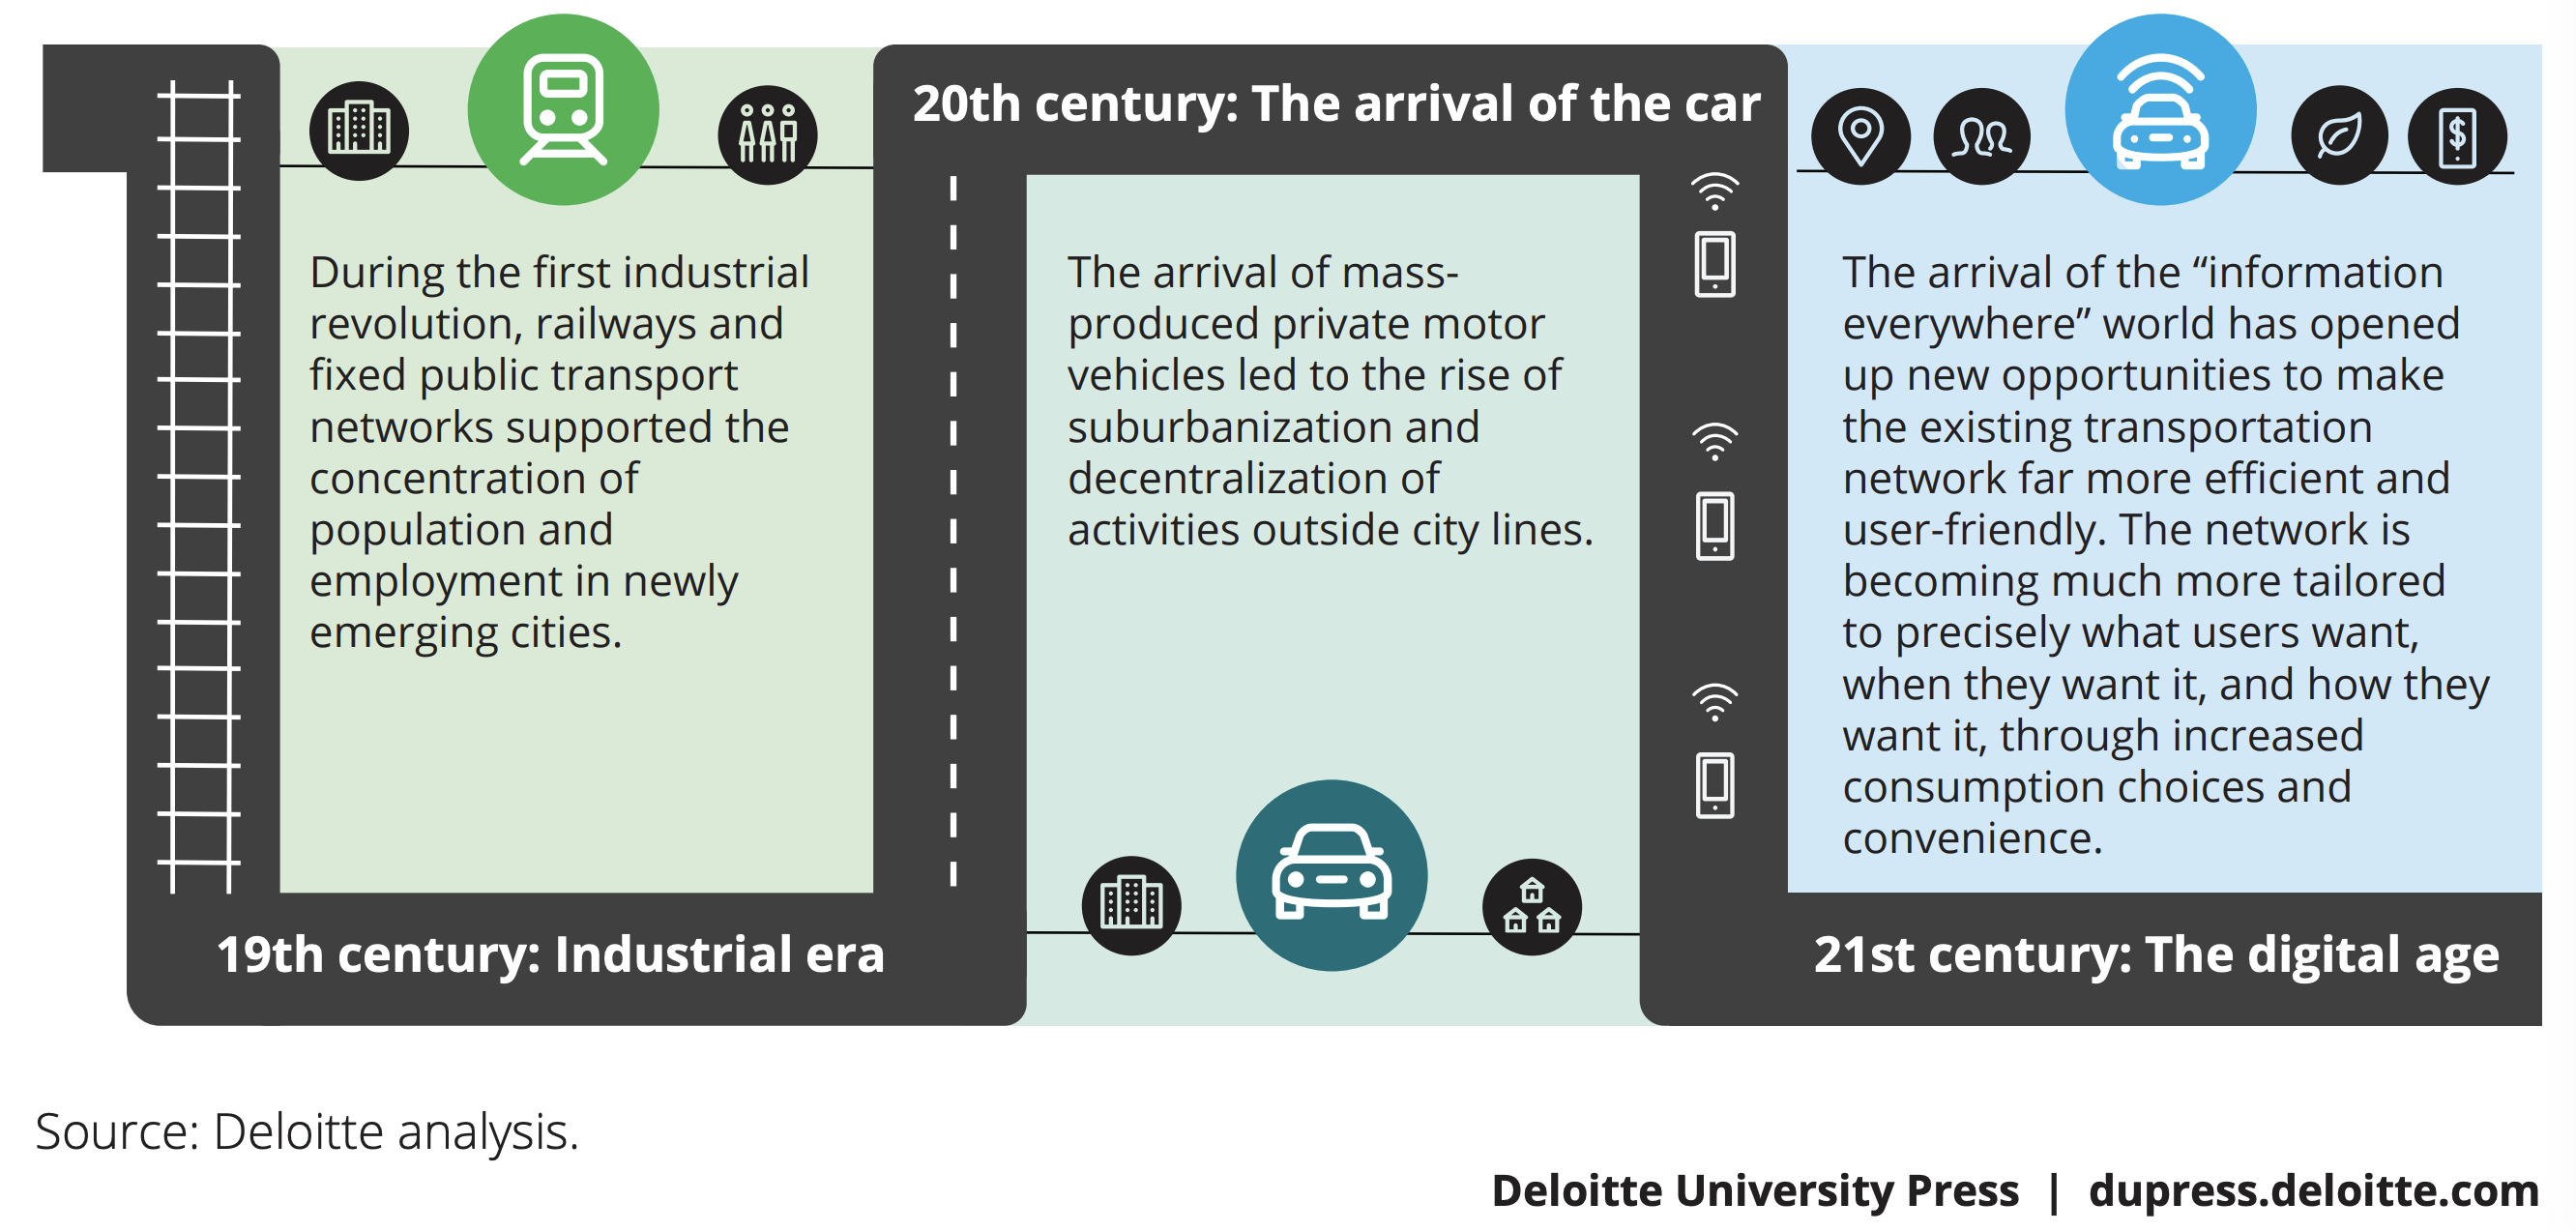 During the first industrial
revolution, railways and
fixed public transport
networks supported the
concentration of
population and
employment in newly
emerging cities.
19th century: Industrial era
20th century: The arrival of the car
The arrival of mass-
produced private motor
vehicles led to the rise of
suburbanization and
decentralization of
activities outside city lines.
$
The arrival of the “information
everywhere” world has opened
up new opportunities to make
the existing transportation
network far more efficient and
user-friendly. The network is
becoming much more tailored
to precisely what users want,
when they want it, and how they
want it, through increased
consumption choices and
convenience.
21st century: The digital age
Source: Deloitte analysis.
Deloitte University Press | dupress.deloitte.com